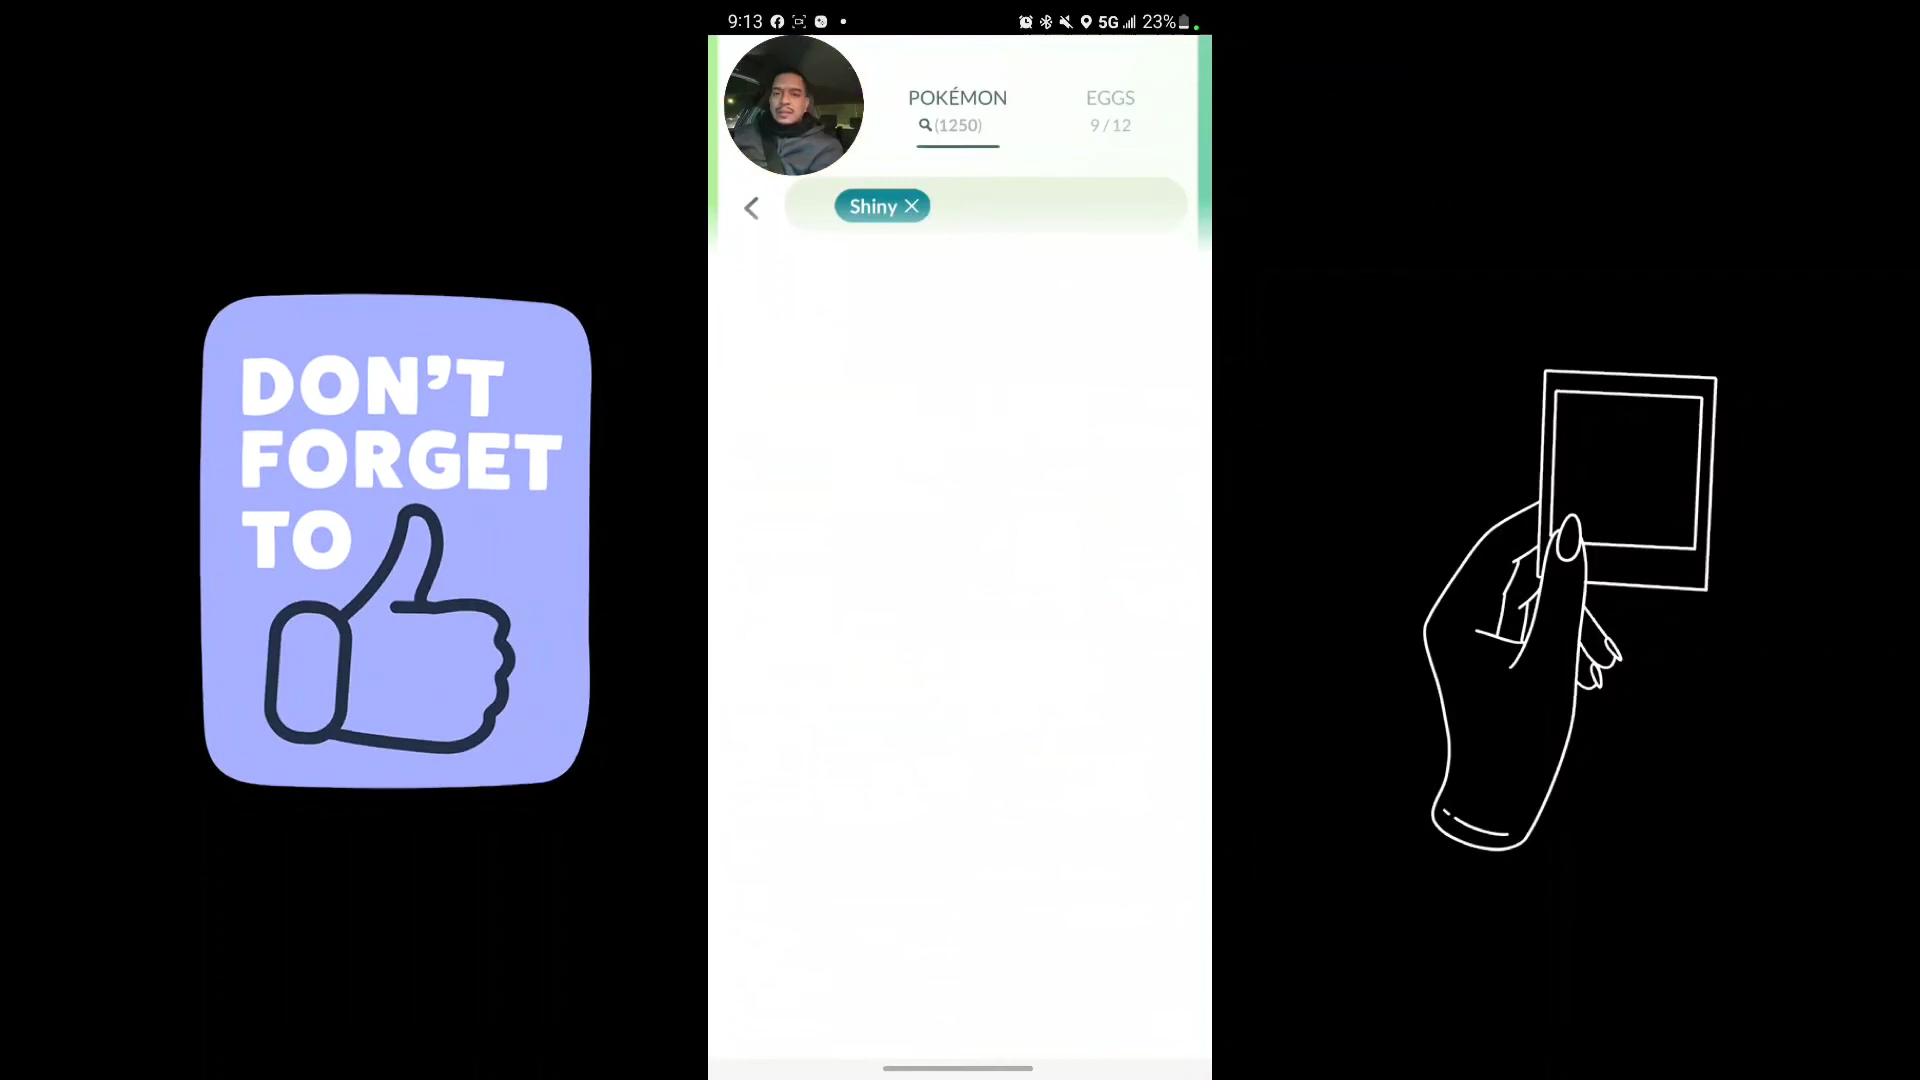 9:13
5G 23%
POKÉMON
(1250)
EGGS
9 / 12
Shiny
DON'T
FORGET
TO